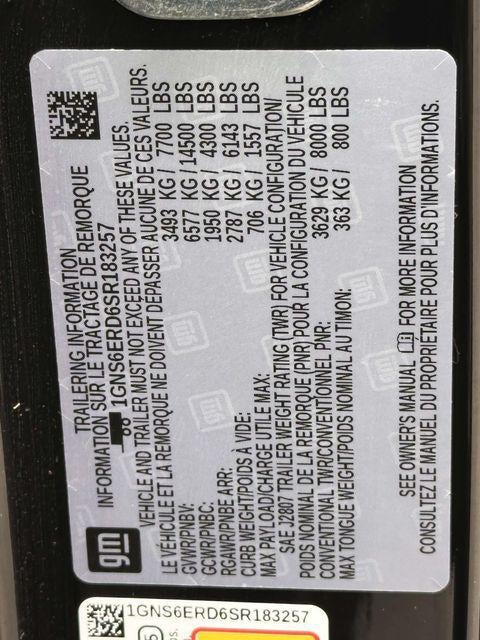 gm
TRAILERING INFORMATION
INFORMATION SUR LE TRACTAGE DE REMORQUE
1GNS6ERD6SR183257
VEHICLE AND TRAILER MUST NOT EXCEED ANY OF THESE VALUES.
LE VÉHICULE ET LA REMORQUE NE DOIVENT DÉPASSER AUCUNE DE CES VALEURS.
GVWR/PNBV: 3493 KG / 7700 LBS
GCWR/PNBC: 6577 KG / 14500 LBS
RGAWR/PNBE ARR: 1950 KG / 4300 LBS
CURB WEIGHT/POIDS À VIDE: 2787 KG / 6143 LBS
MAX PAYLOAD/CHARGE UTILE MAX: 706 KG / 1557 LBS
SAE J2807 TRAILER WEIGHT RATING (TWR) FOR VEHICLE CONFIGURATION/
POIDS NOMINAL DE LA REMORQUE (PNR) POUR LA CONFIGURATION DU VÉHICULE
CONVENTIONAL TWR/CONVENTIONNEL PNR: 3629 KG / 8000 LBS
MAX TONGUE WEIGHT/POIDS NOMINAL AU TIMON: 363 KG / 800 LBS
SEE OWNER'S MANUAL FOR MORE INFORMATION
CONSULTEZ LE MANUEL DU PROPRIÉTAIRE POUR PLUS D'INFORMATIONS.
1GNS6ERD6SR183257